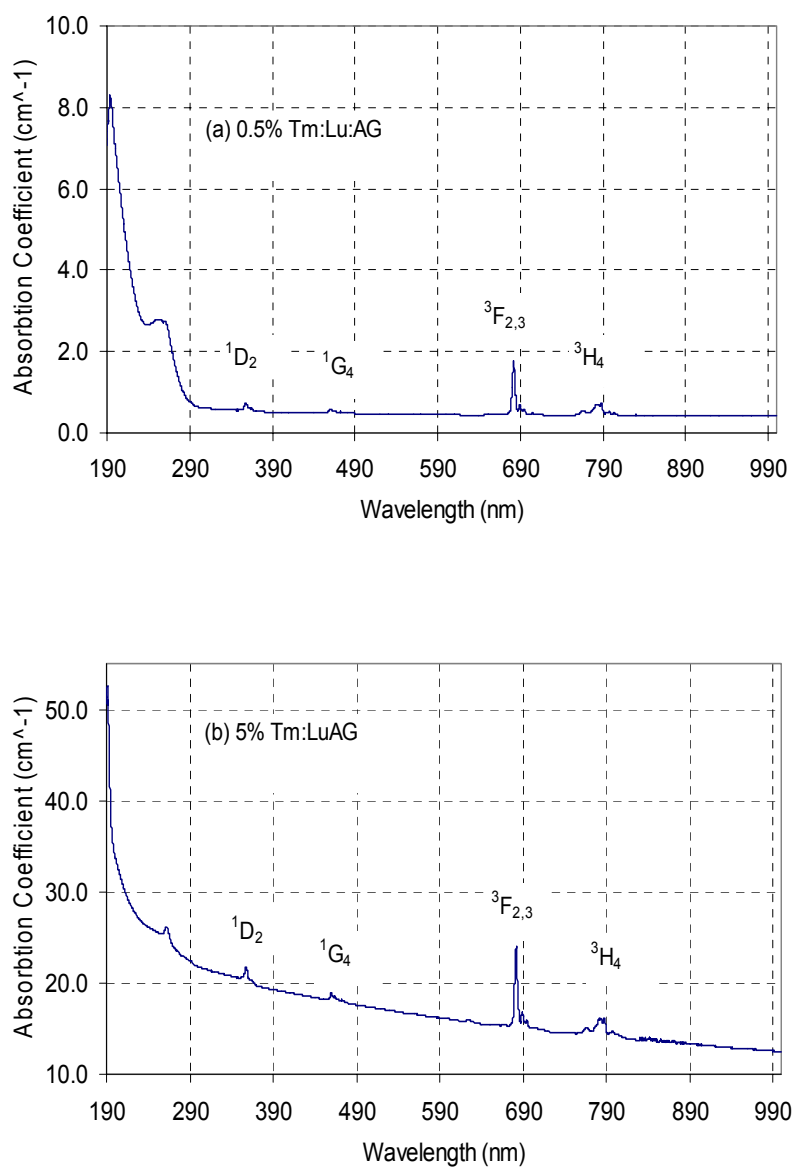 10.0
8.0
6.0
4.0
2.0
0.0
Absorbtion Coefficient (cm^-1)
(a) 0.5% Tm:Lu:AG
¹D₂
¹G₄
³F₂,₃
³H₄
190 290 390 490 590 690 790 890 990
Wavelength (nm)
50.0
40.0
30.0
20.0
10.0
Absorbtion Coefficient (cm^-1)
(b) 5% Tm:LuAG
¹D₂
¹G₄
³F₂,₃
³H₄
190 290 390 490 590 690 790 890 990
Wavelength (nm)